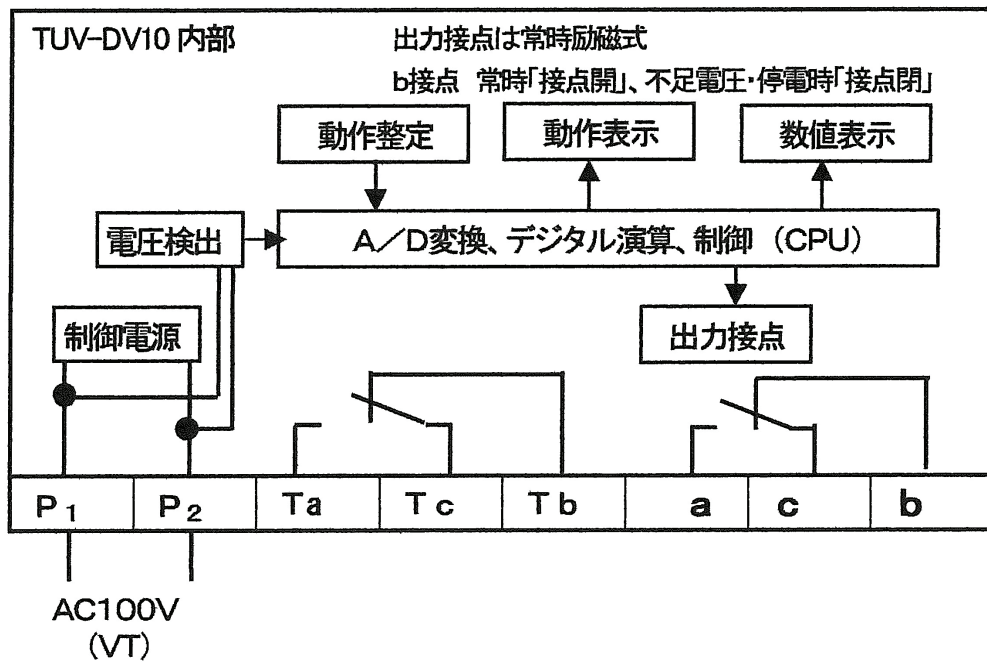 TUV-DV10 内部
出力接点は常時励磁式
b接点 常時「接点開」、不足電圧・停電時「接点閉」
動作整定
動作表示
数値表示
電圧検出
A/D変換、デジタル演算、制御 (CPU)
制御電源
出力接点
P1
P2
Ta
Tc
Tb
a
c
b
AC100V
(VT)